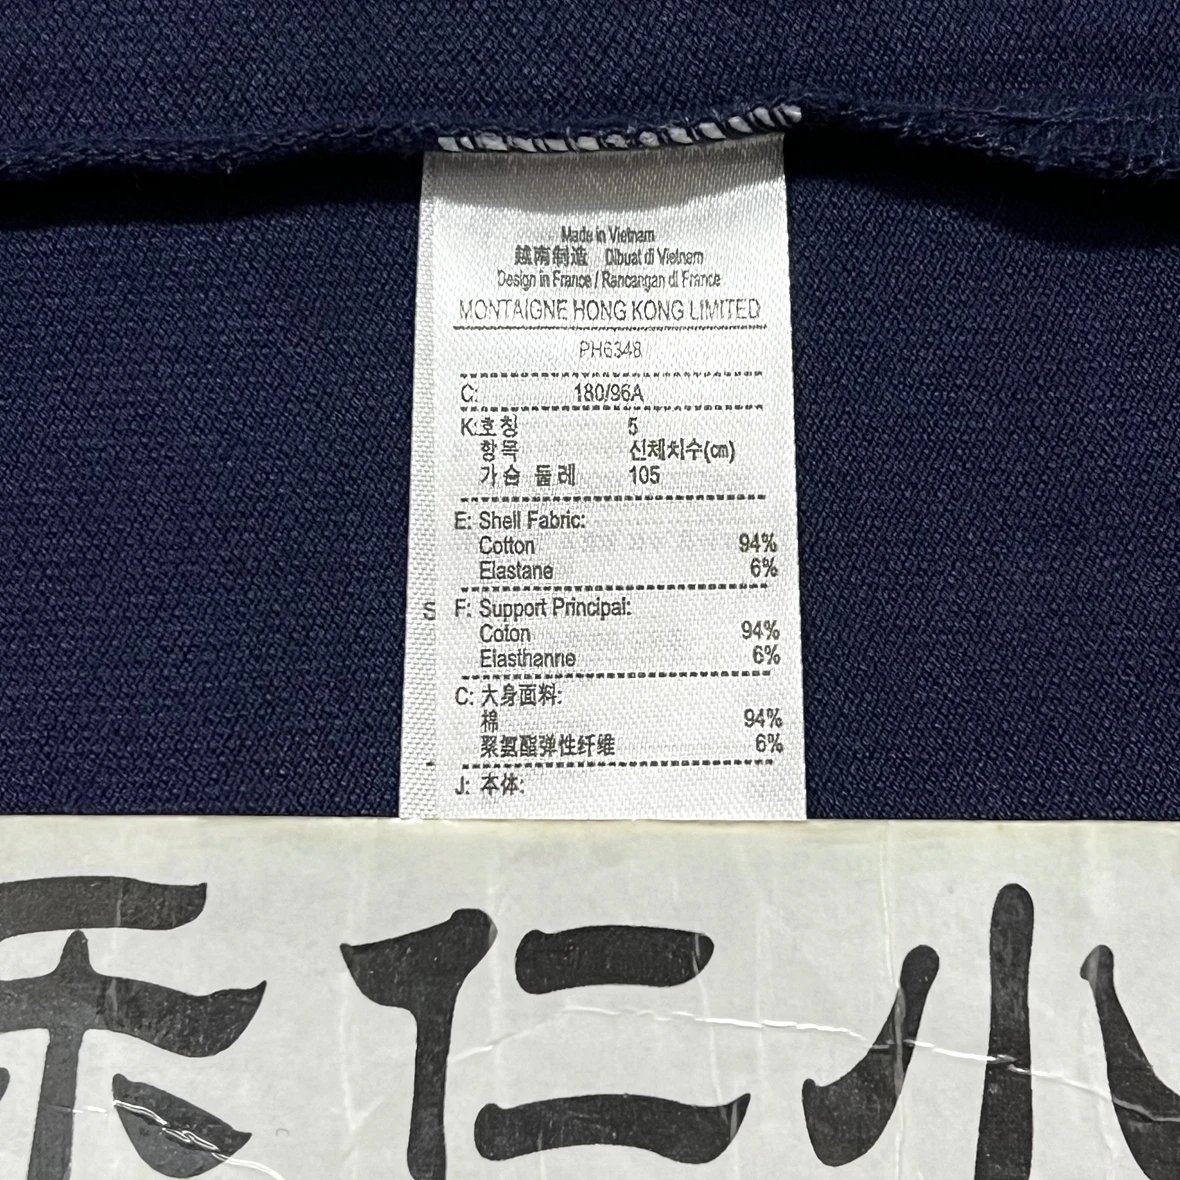 Made in Vietnam
越南制造 Dibuat di Vietnam
Design in France / Rancangan di France
MONTAIGNE HONG KONG LIMITED
PH6348
C: 180/96A
K:호칭 5
항목 신체치수(㎝)
가슴 둘레 105
E: Shell Fabric:
Cotton 94%
Elastane 6%
S
F: Support Principal:
Coton 94%
Elasthanne 6%
C: 大身面料:
棉 94%
聚氨酯弹性纤维 6%
J: 本体:
乐仁小